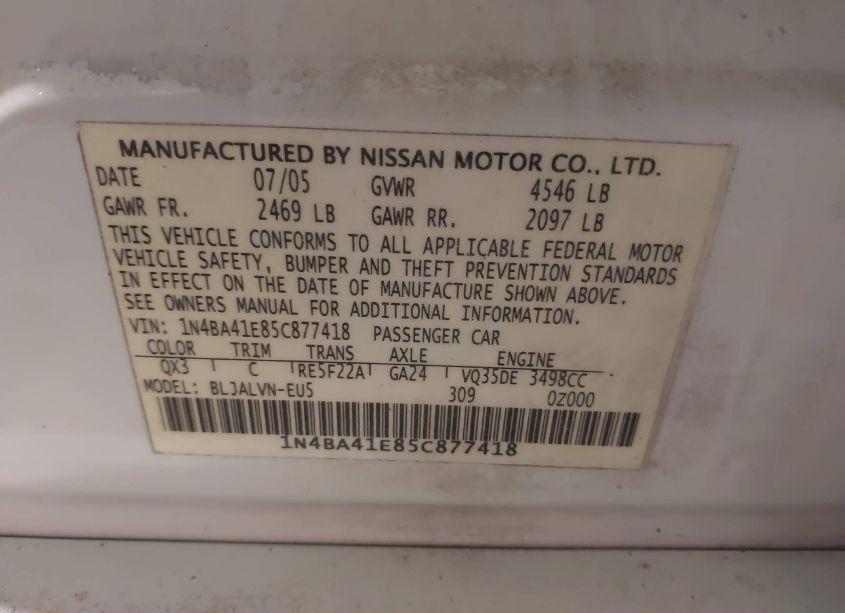 MANUFACTURED BY NISSAN MOTOR CO., LTD.
DATE 07/05 GVWR 4546 LB
GAWR FR. 2469 LB GAWR RR. 2097 LB
THIS VEHICLE CONFORMS TO ALL APPLICABLE FEDERAL MOTOR
VEHICLE SAFETY, BUMPER AND THEFT PREVENTION STANDARDS
IN EFFECT ON THE DATE OF MANUFACTURE SHOWN ABOVE.
SEE OWNERS MANUAL FOR ADDITIONAL INFORMATION.
VIN: 1N4BA41E85C877418 PASSENGER CAR
COLOR TRIM TRANS AXLE ENGINE
QX3 C RE5F22A GA24 VQ35DE 3498CC
MODEL: BLJALVN-EU5 309 0Z000
1N4BA41E85C877418